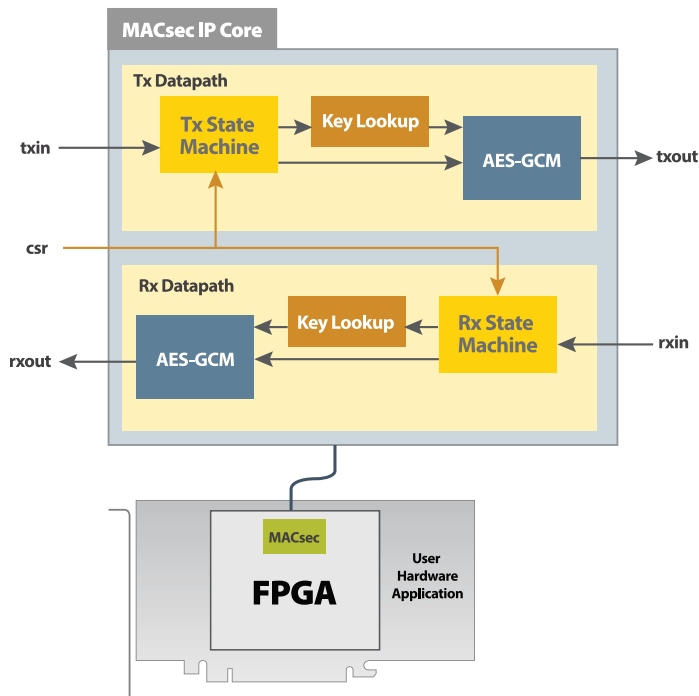 MACsec IP Core
Tx Datapath
Tx State
Machine
Key Lookup
AES-GCM
txin
txout
csr
Rx Datapath
AES-GCM
Key Lookup
Rx State
Machine
rxout
rxin
MACsec
FPGA
User
Hardware
Application